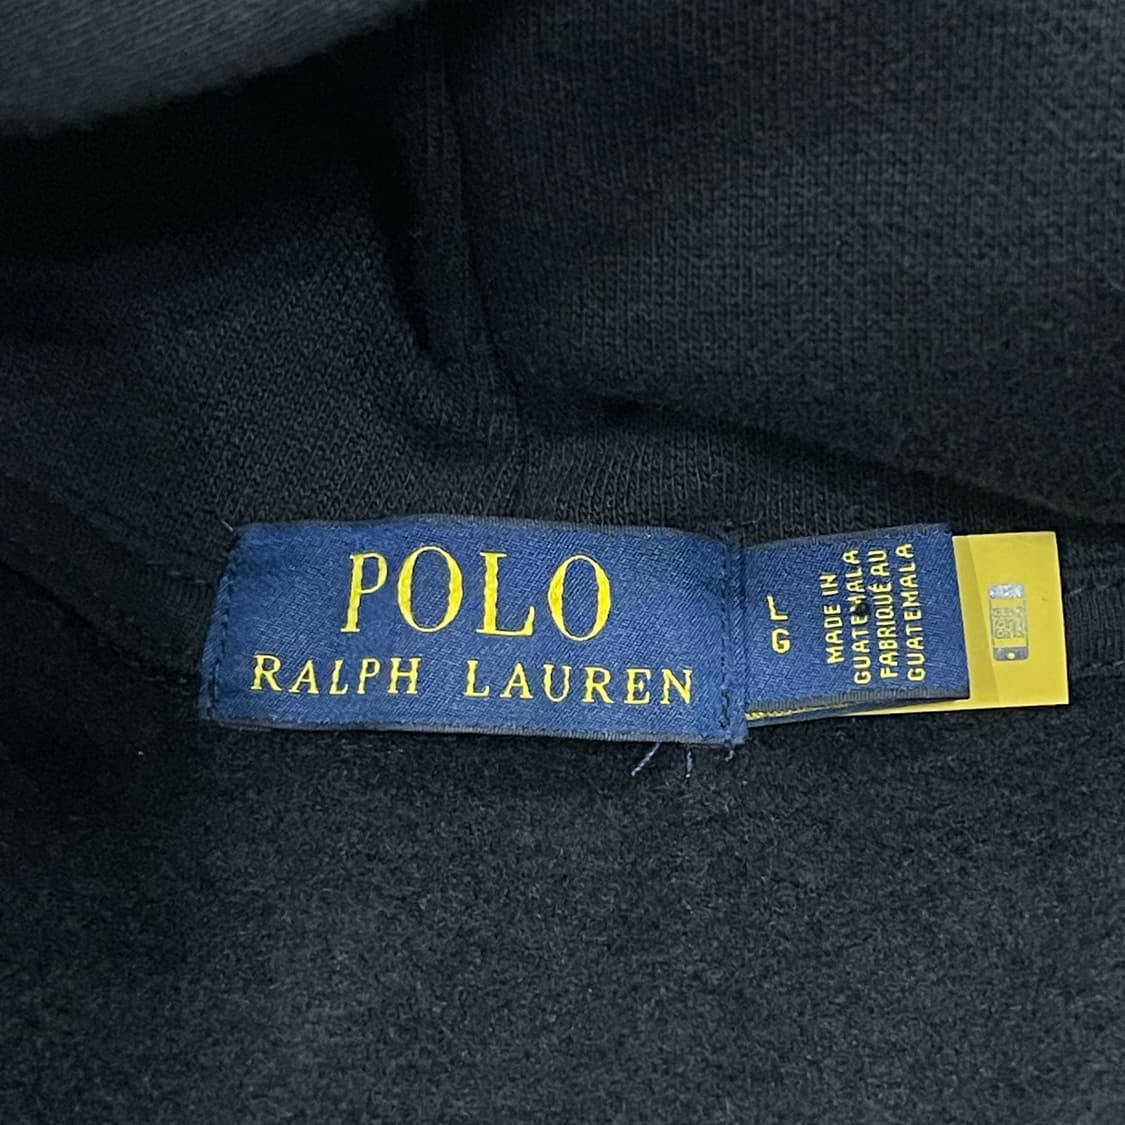 POLO
RALPH LAUREN
L
G
MADE IN
GUATEMALA
FABRIQUÉ AU
GUATEMALA